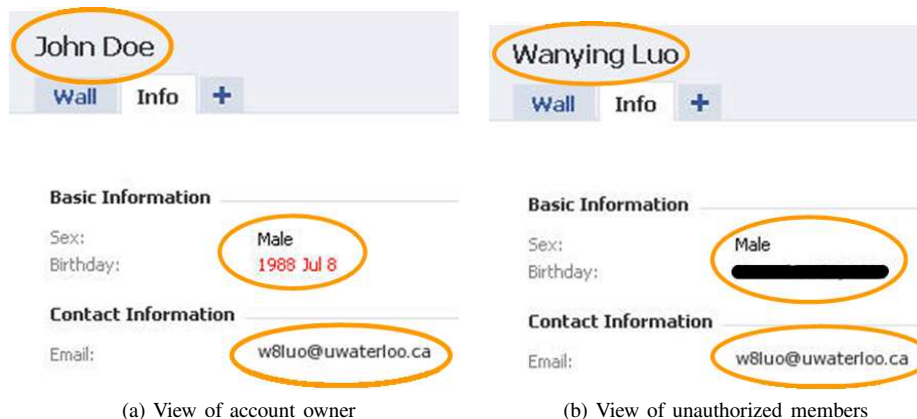 John Doe
Wall Info +
Basic Information
Sex: Male
Birthday: 1988 Jul 8
Contact Information
Email: w8luo@uwaterloo.ca
(a) View of account owner
Wanying Luo
Wall Info +
Basic Information
Sex: Male
Birthday:
Contact Information
Email: w8luo@uwaterloo.ca
(b) View of unauthorized members